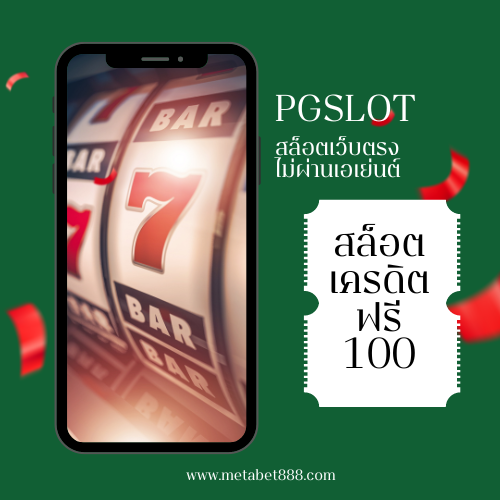 PGSLOT
สล็อตเว็บตรง
ไม่ผ่านเอเย่นต์
สล็อต
เครดิต
ฟรี
100
BAR
BAR
7
BAR
BAR
www.metabet888.com